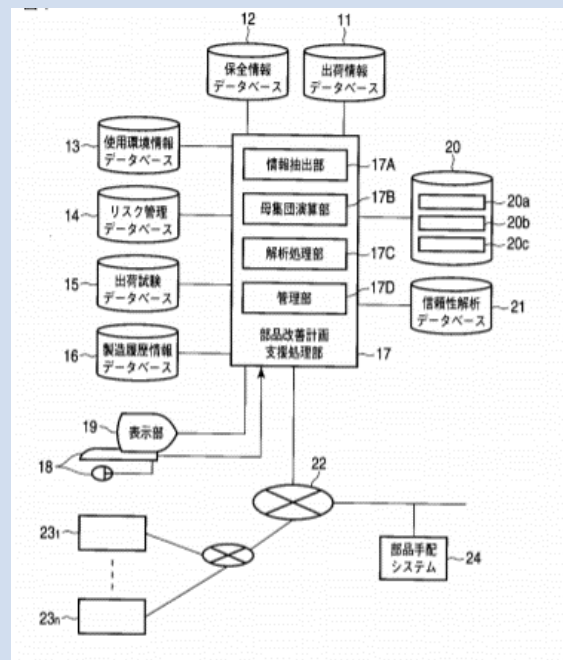 12
11
保全情報
データベース
出荷情報
データベース
13
使用環境情報
データベース
情報抽出部
17A
20
14
リスク管理
データベース
母集団演算部
17B
20a
20b
20c
解析処理部
17C
15
出荷試験
データベース
管理部
17D
信頼性解析
データベース
21
16
製造履歴情報
データベース
部品改善計画
支援処理部
17
19
表示部
18
22
23₁
部品手配
システム
24
23ₙ